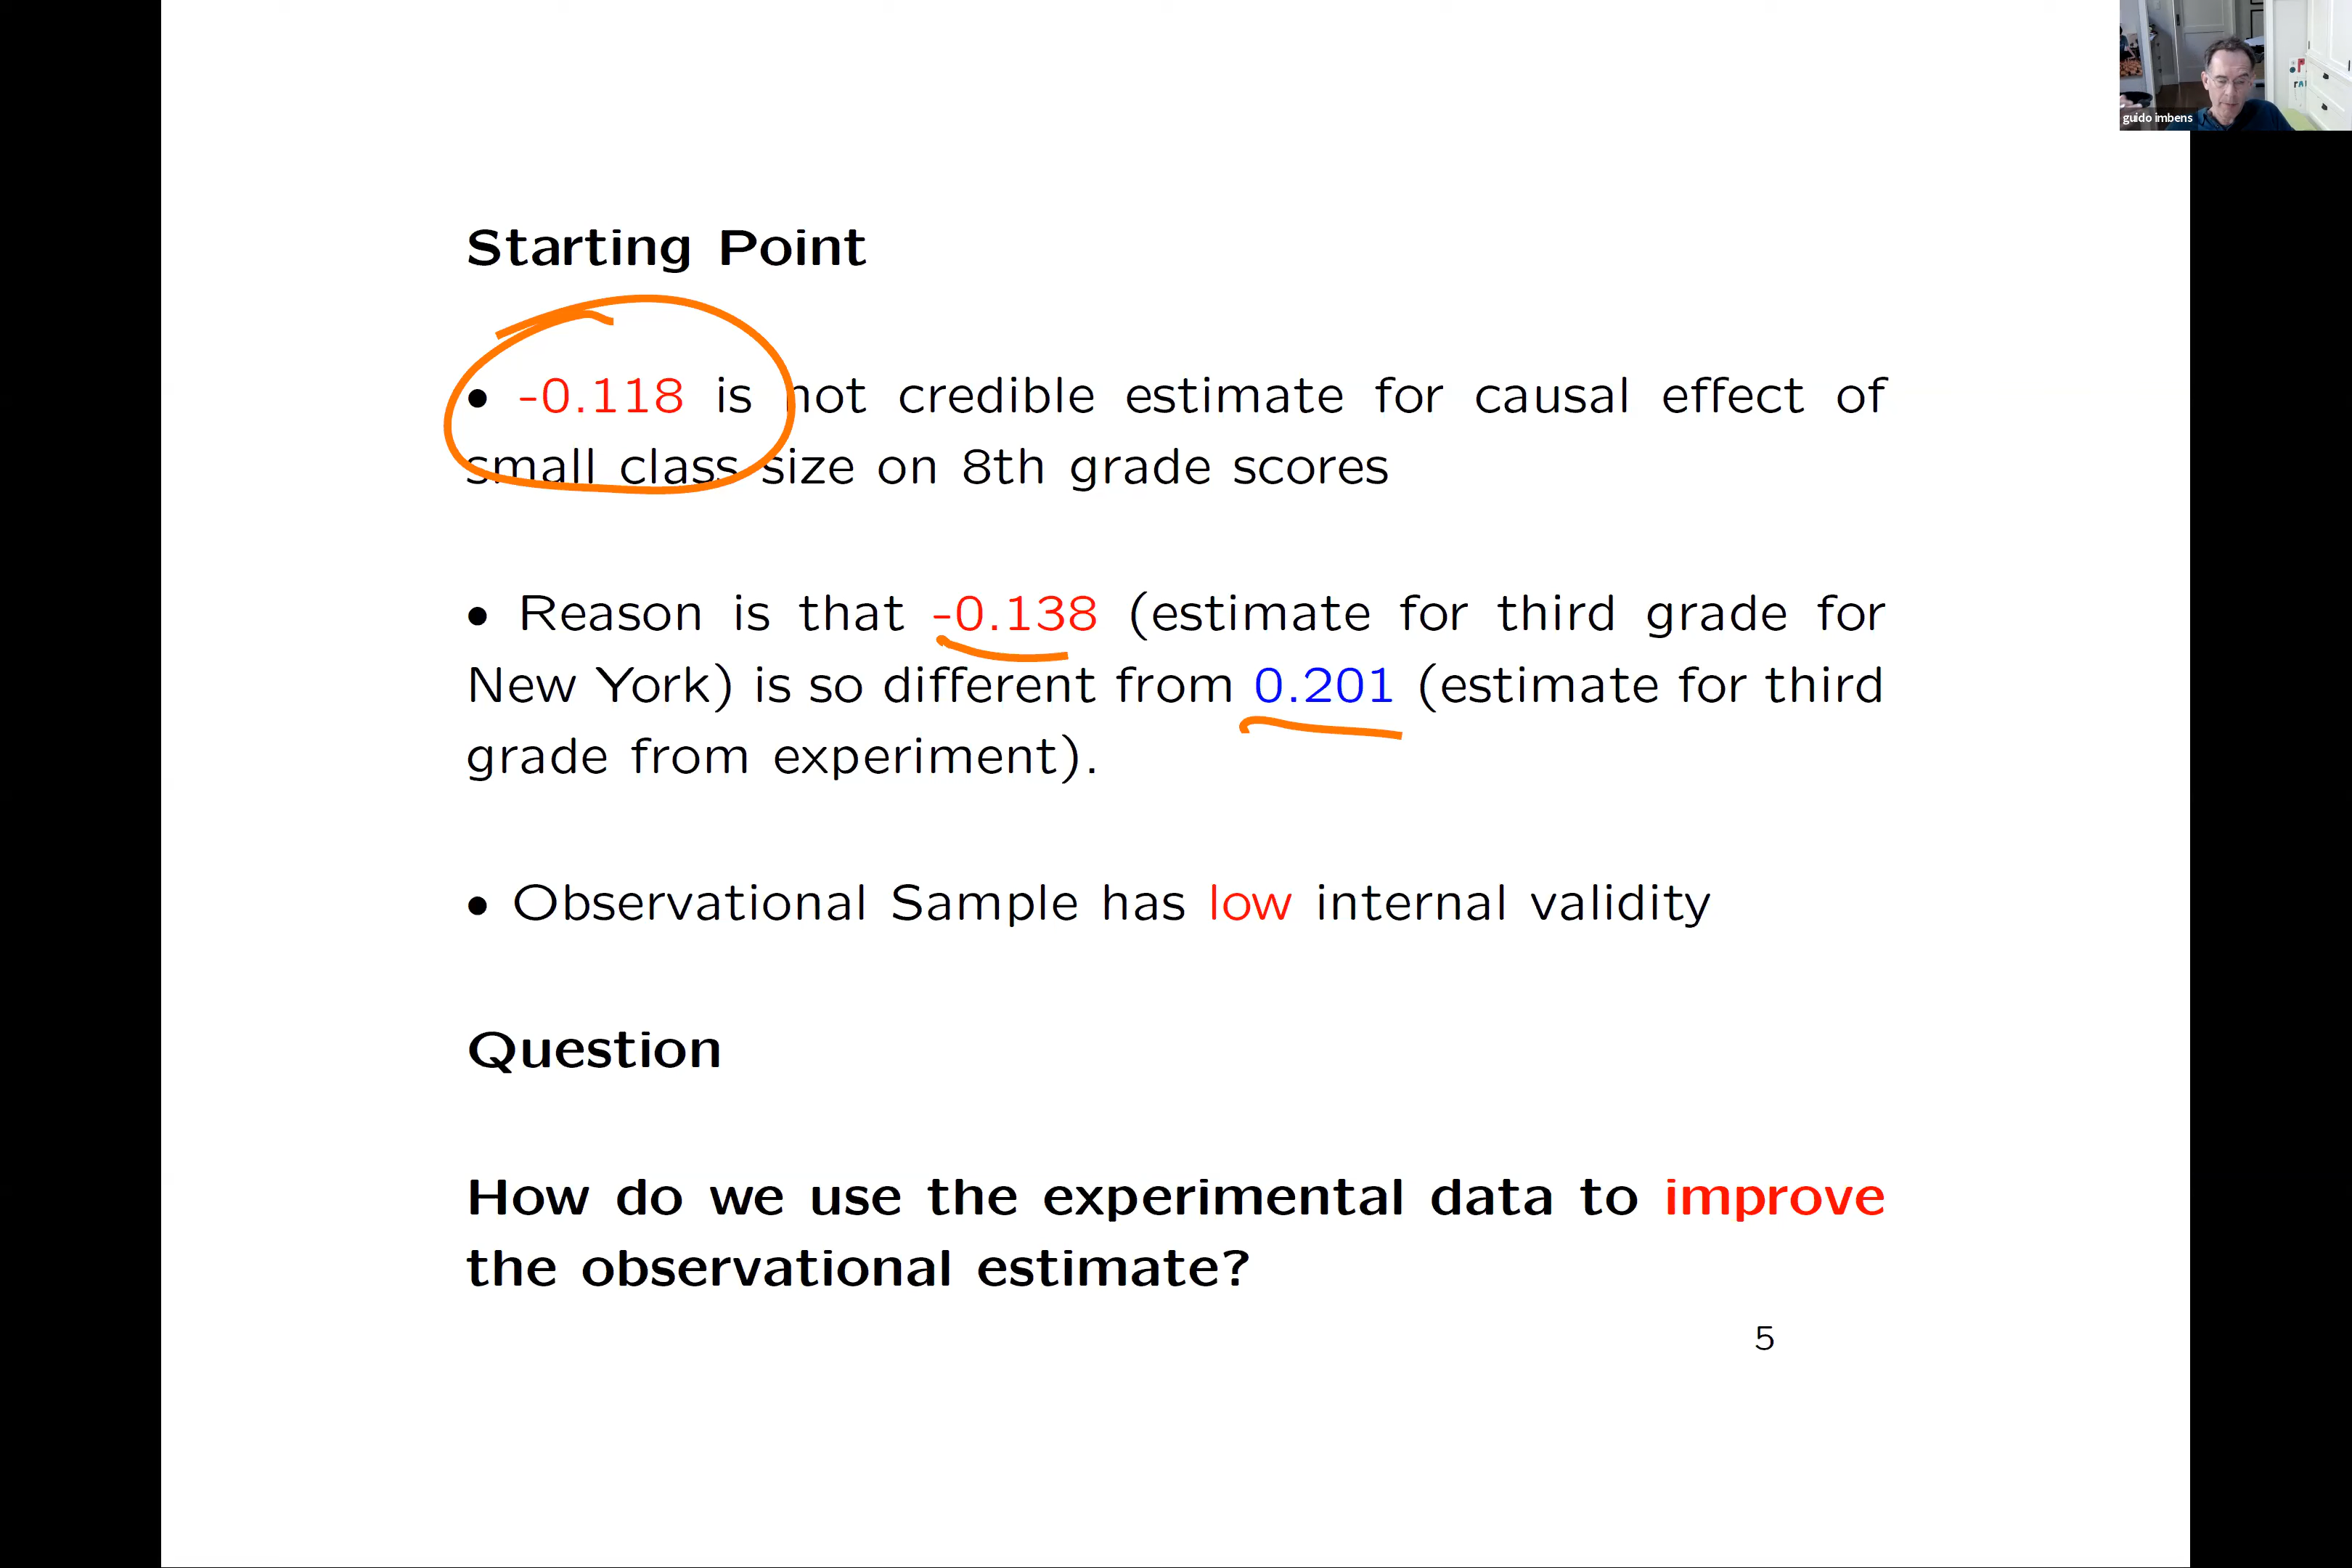 guido imbens
Starting Point
• -0.118 is not credible estimate for causal effect of
small class size on 8th grade scores
• Reason is that -0.138 (estimate for third grade for
New York) is so different from 0.201 (estimate for third
grade from experiment).
• Observational Sample has low internal validity
Question
How do we use the experimental data to improve
the observational estimate?
5